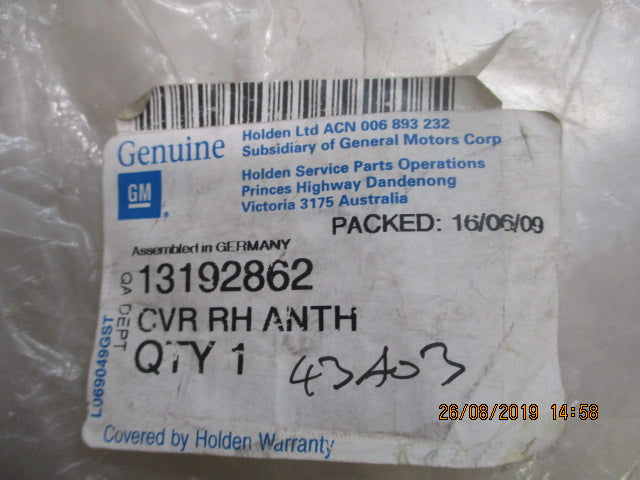 Genuine
GM
Holden Ltd ACN 006 893 232
Subsidiary of General Motors Corp
Holden Service Parts Operations
Princes Highway Dandenong
Victoria 3175 Australia
PACKED: 16/06/09
Assembled in GERMANY
13192862
CVR RH ANTH
QTY 1
43A03
QA DEPT
L069049GST
Covered by Holden Warranty
26/08/2019 14:58